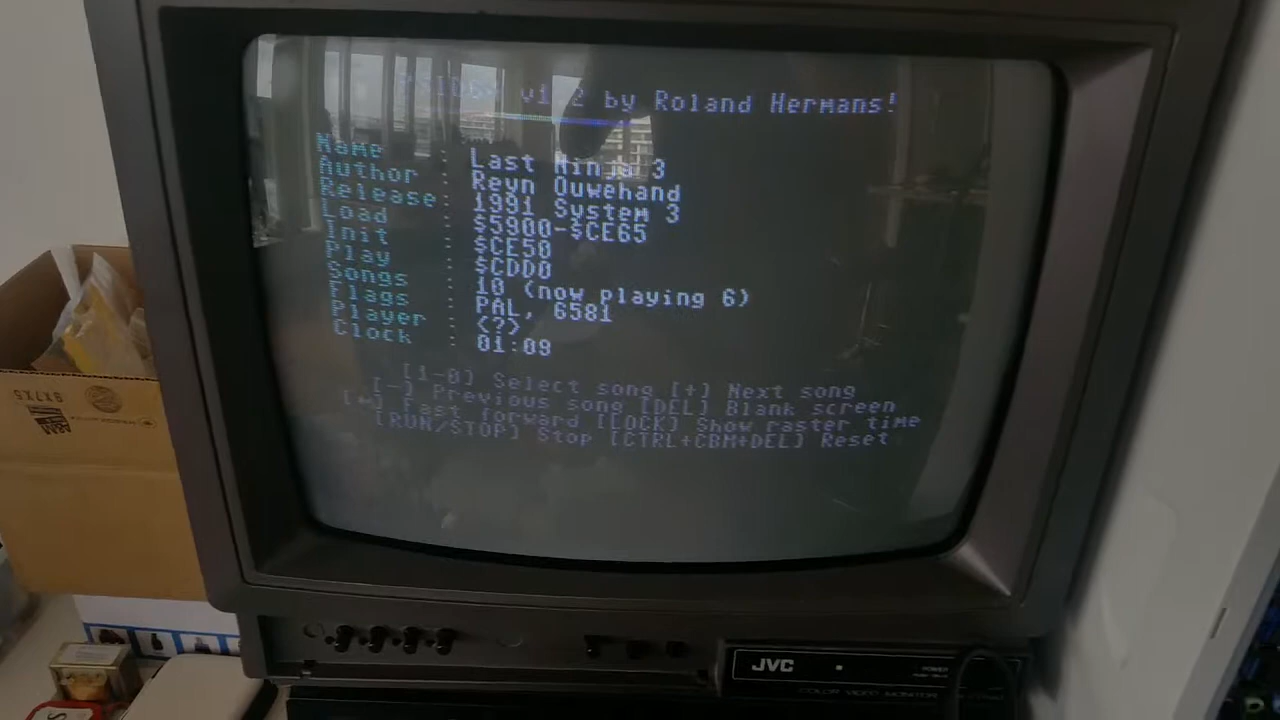 PSID64 v1.2 by Roland Hermans!
Name : Last Ninja 3
Author : Reyn Ouwehand
Release : 1991 System 3
Load : $5900-$CE65
Init : $CE50
Play : $CDD0
Songs : 10 (now playing 6)
Flags : PAL, 6581
Player : <?>
Clock : 01:09
[1-0] Select song [+] Next song
[-] Previous song [DEL] Blank screen
[←] Fast forward [LOCK] Show raster time
[RUN/STOP] Stop [CTRL+CBM+DEL] Reset
JVC
POWER
COLOR VIDEO MONITOR